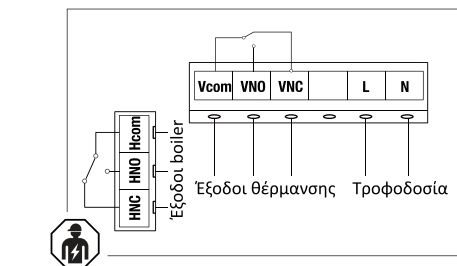 Vcom VNO VNC L N
Έξοδοι θέρμανσης Τροφοδοσία
Hcom
HNO
HNC
Έξοδοι boiler